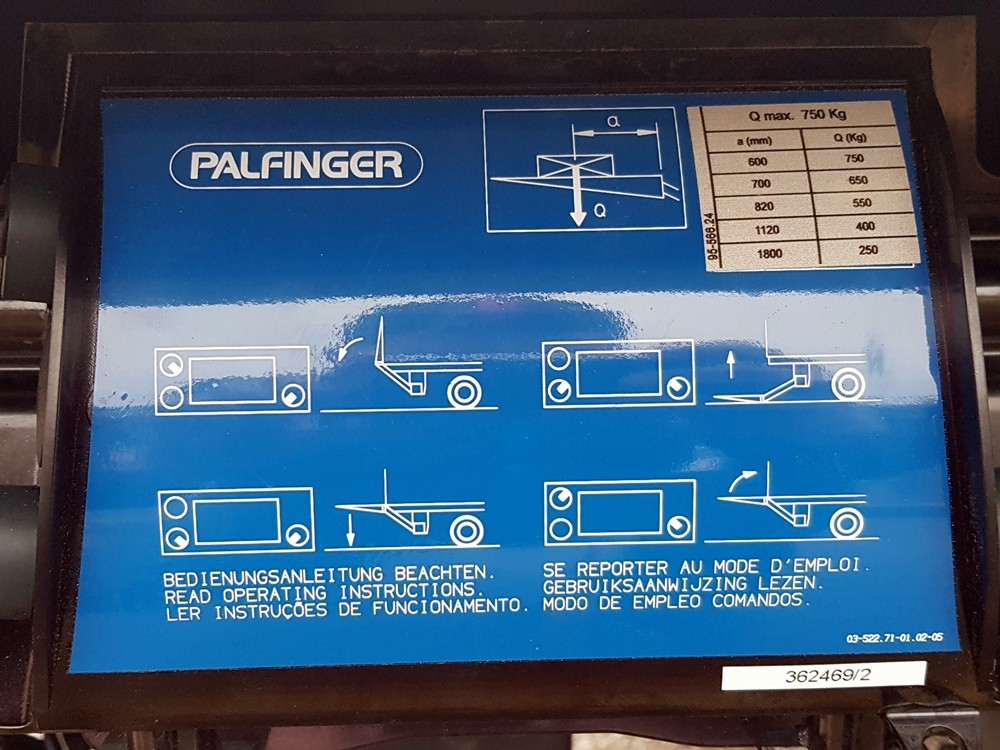 PALFINGER
a
Q
Q max. 750 Kg
a (mm) Q (Kg)
600 750
700 650
820 550
1120 400
1800 250
95-566.24
BEDIENUNGSANLEITUNG BEACHTEN.
READ OPERATING INSTRUCTIONS.
LER INSTRUÇÕES DE FUNCIONAMENTO.
SE REPORTER AU MODE D'EMPLOI.
GEBRUIKSAANWIJZING LEZEN.
MODO DE EMPLEO COMANDOS.
03-522.71-01.02-05
362469/2